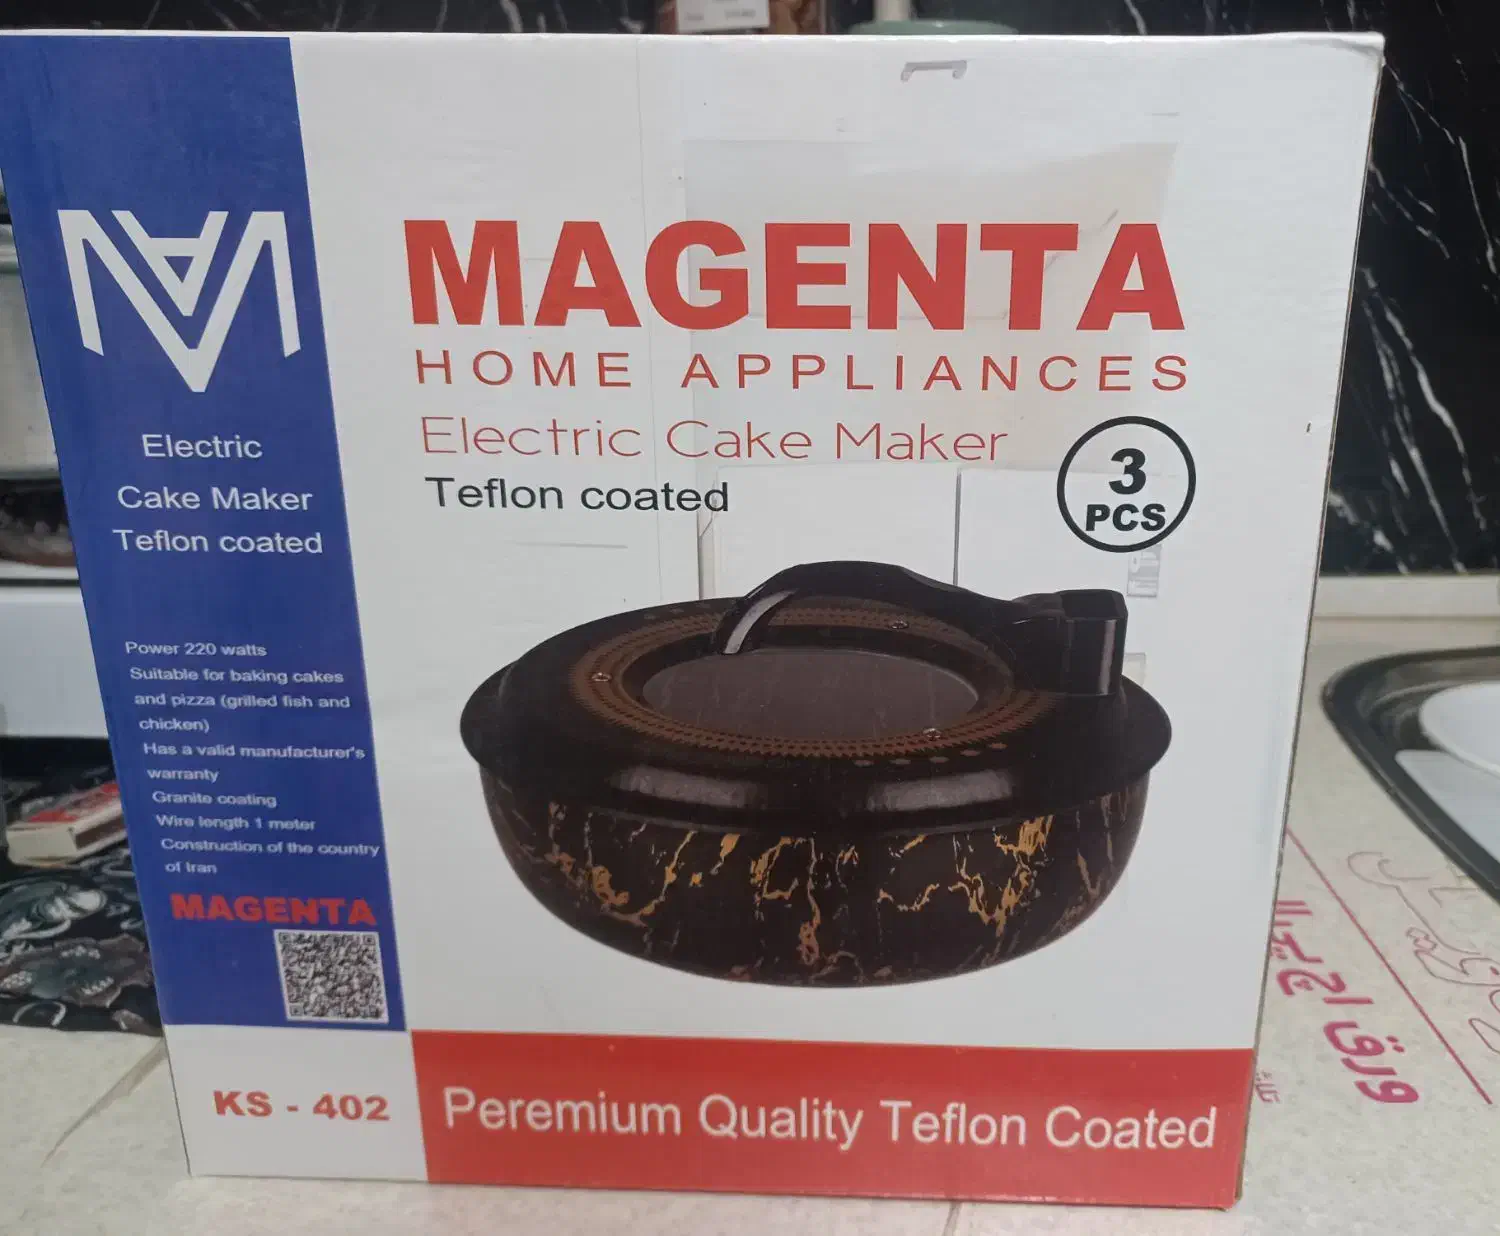 MAGENTA
HOME APPLIANCES
Electric Cake Maker
Teflon coated
3
PCS
Electric
Cake Maker
Teflon coated
Power 220 watts
Suitable for baking cakes
and pizza (grilled fish and
chicken)
Has a valid manufacturer's
warranty
Granite coating
Wire length 1 meter
Construction of the country
of Iran
MAGENTA
KS - 402
Peremium Quality Teflon Coated
ورق